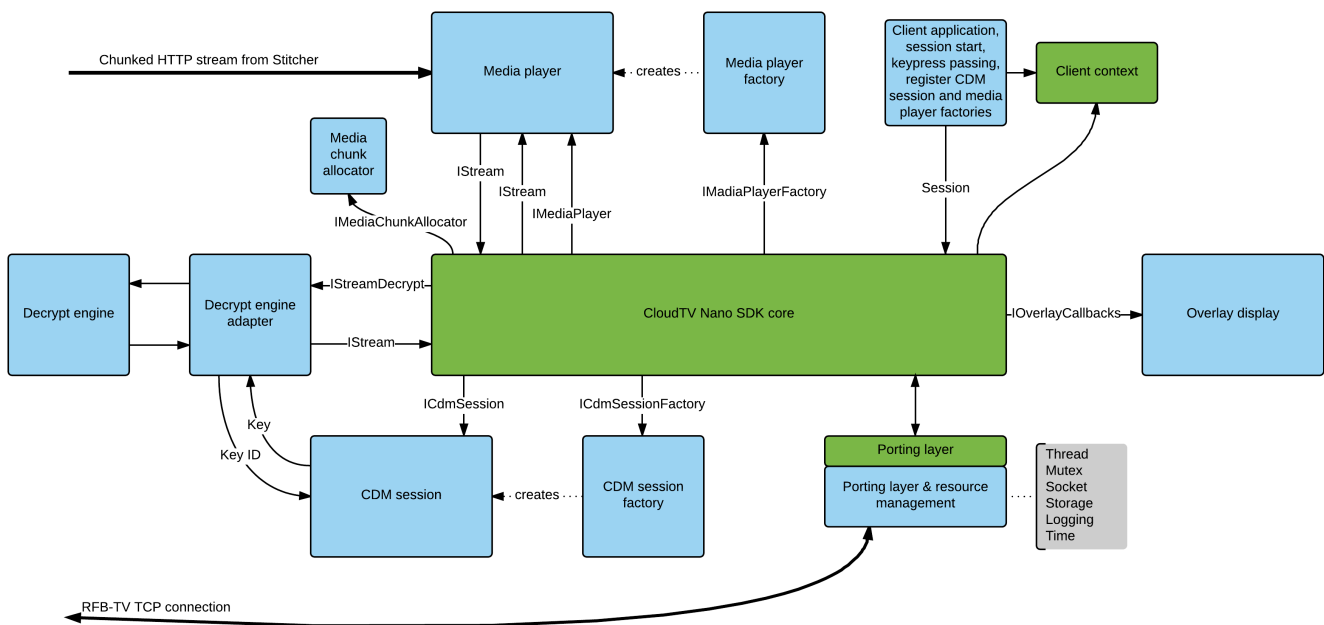 Chunked HTTP stream from Stitcher
Media player
creates
Media player
factory
Client application,
session start,
keypress passing,
register CDM
session and media
player factories
Client context
Media
chunk
allocator
IStream
IStream
IMediaPlayer
IMadiaPlayerFactory
Session
IMediaChunkAllocator
Decrypt engine
Decrypt engine
adapter
IStreamDecrypt
IStream
CloudTV Nano SDK core
IOverlayCallbacks
Overlay display
Key
Key ID
ICdmSession
ICdmSessionFactory
CDM session
creates
CDM session
factory
Porting layer
Porting layer & resource
management
Thread
Mutex
Socket
Storage
Logging
Time
RFB-TV TCP connection